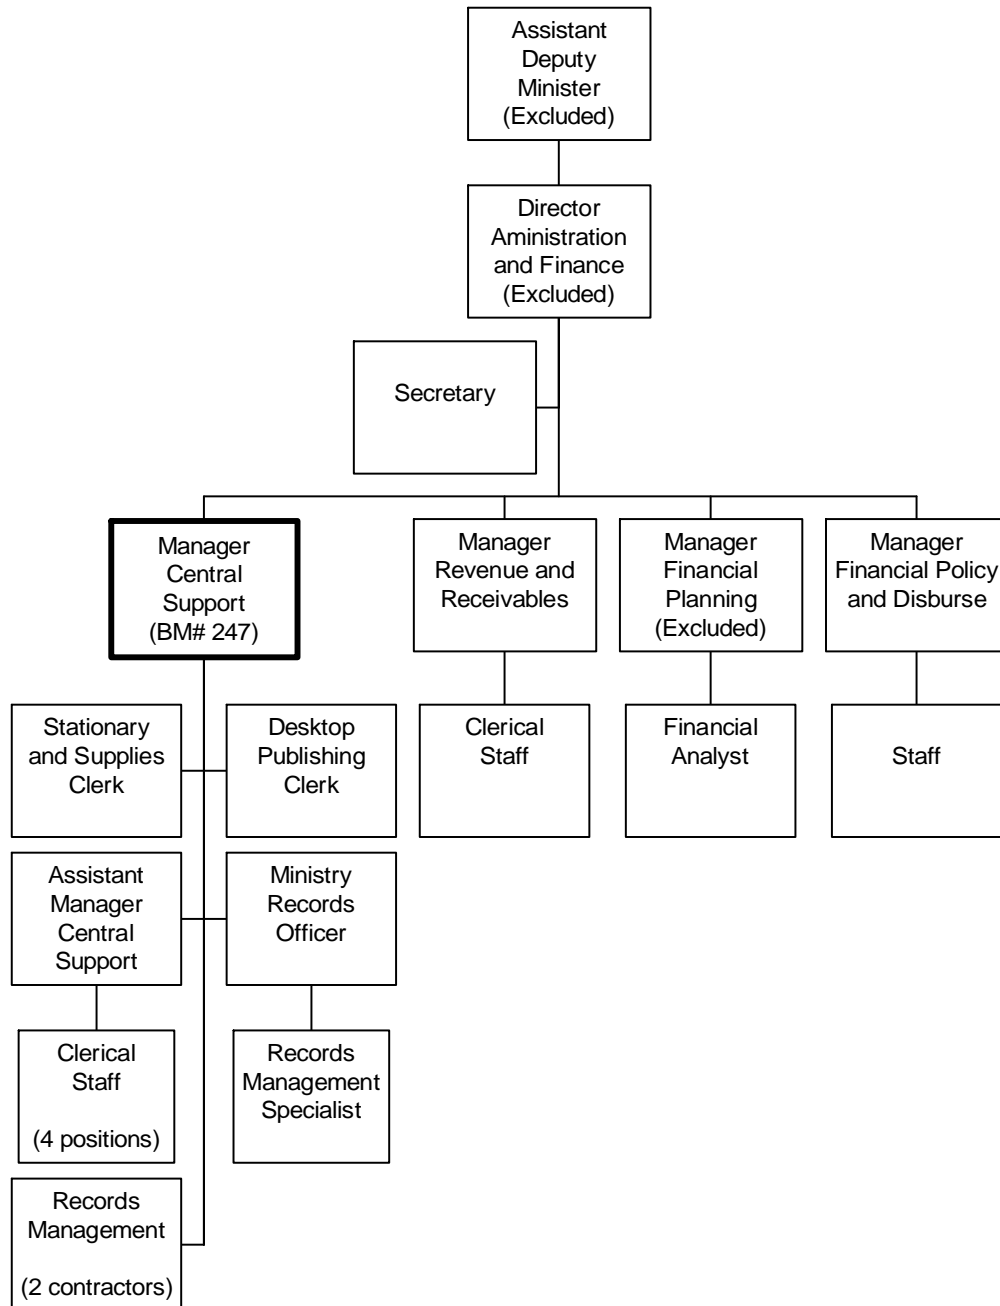 Assistant
Deputy
Minister
(Excluded)
Director
Aministration
and Finance
(Excluded)
Secretary
Manager
Central
Support
(BM# 247)
Manager
Revenue and
Receivables
Manager
Financial
Planning
(Excluded)
Manager
Financial Policy
and Disburse
Stationary
and Supplies
Clerk
Desktop
Publishing
Clerk
Clerical
Staff
Financial
Analyst
Staff
Assistant
Manager
Central
Support
Ministry
Records
Officer
Clerical
Staff
(4 positions)
Records
Management
Specialist
Records
Management
(2 contractors)